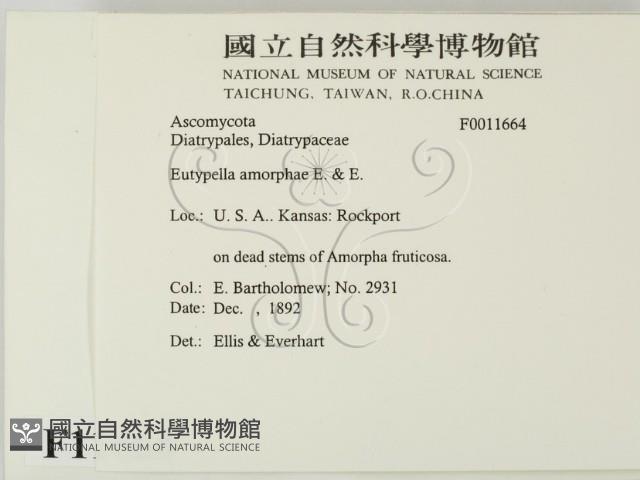 國立自然科學博物館
NATIONAL MUSEUM OF NATURAL SCIENCE
TAICHUNG, TAIWAN, R.O.CHINA
Ascomycota F0011664
Diatrypales, Diatrypaceae
Eutypella amorphae E. & E.
Loc.: U. S. A.. Kansas: Rockport
on dead stems of Amorpha fruticosa.
Col.: E. Bartholomew; No. 2931
Date: Dec. , 1892
Det.: Ellis & Everhart
國立自然科學博物館
NATIONAL MUSEUM OF NATURAL SCIENCE
F1